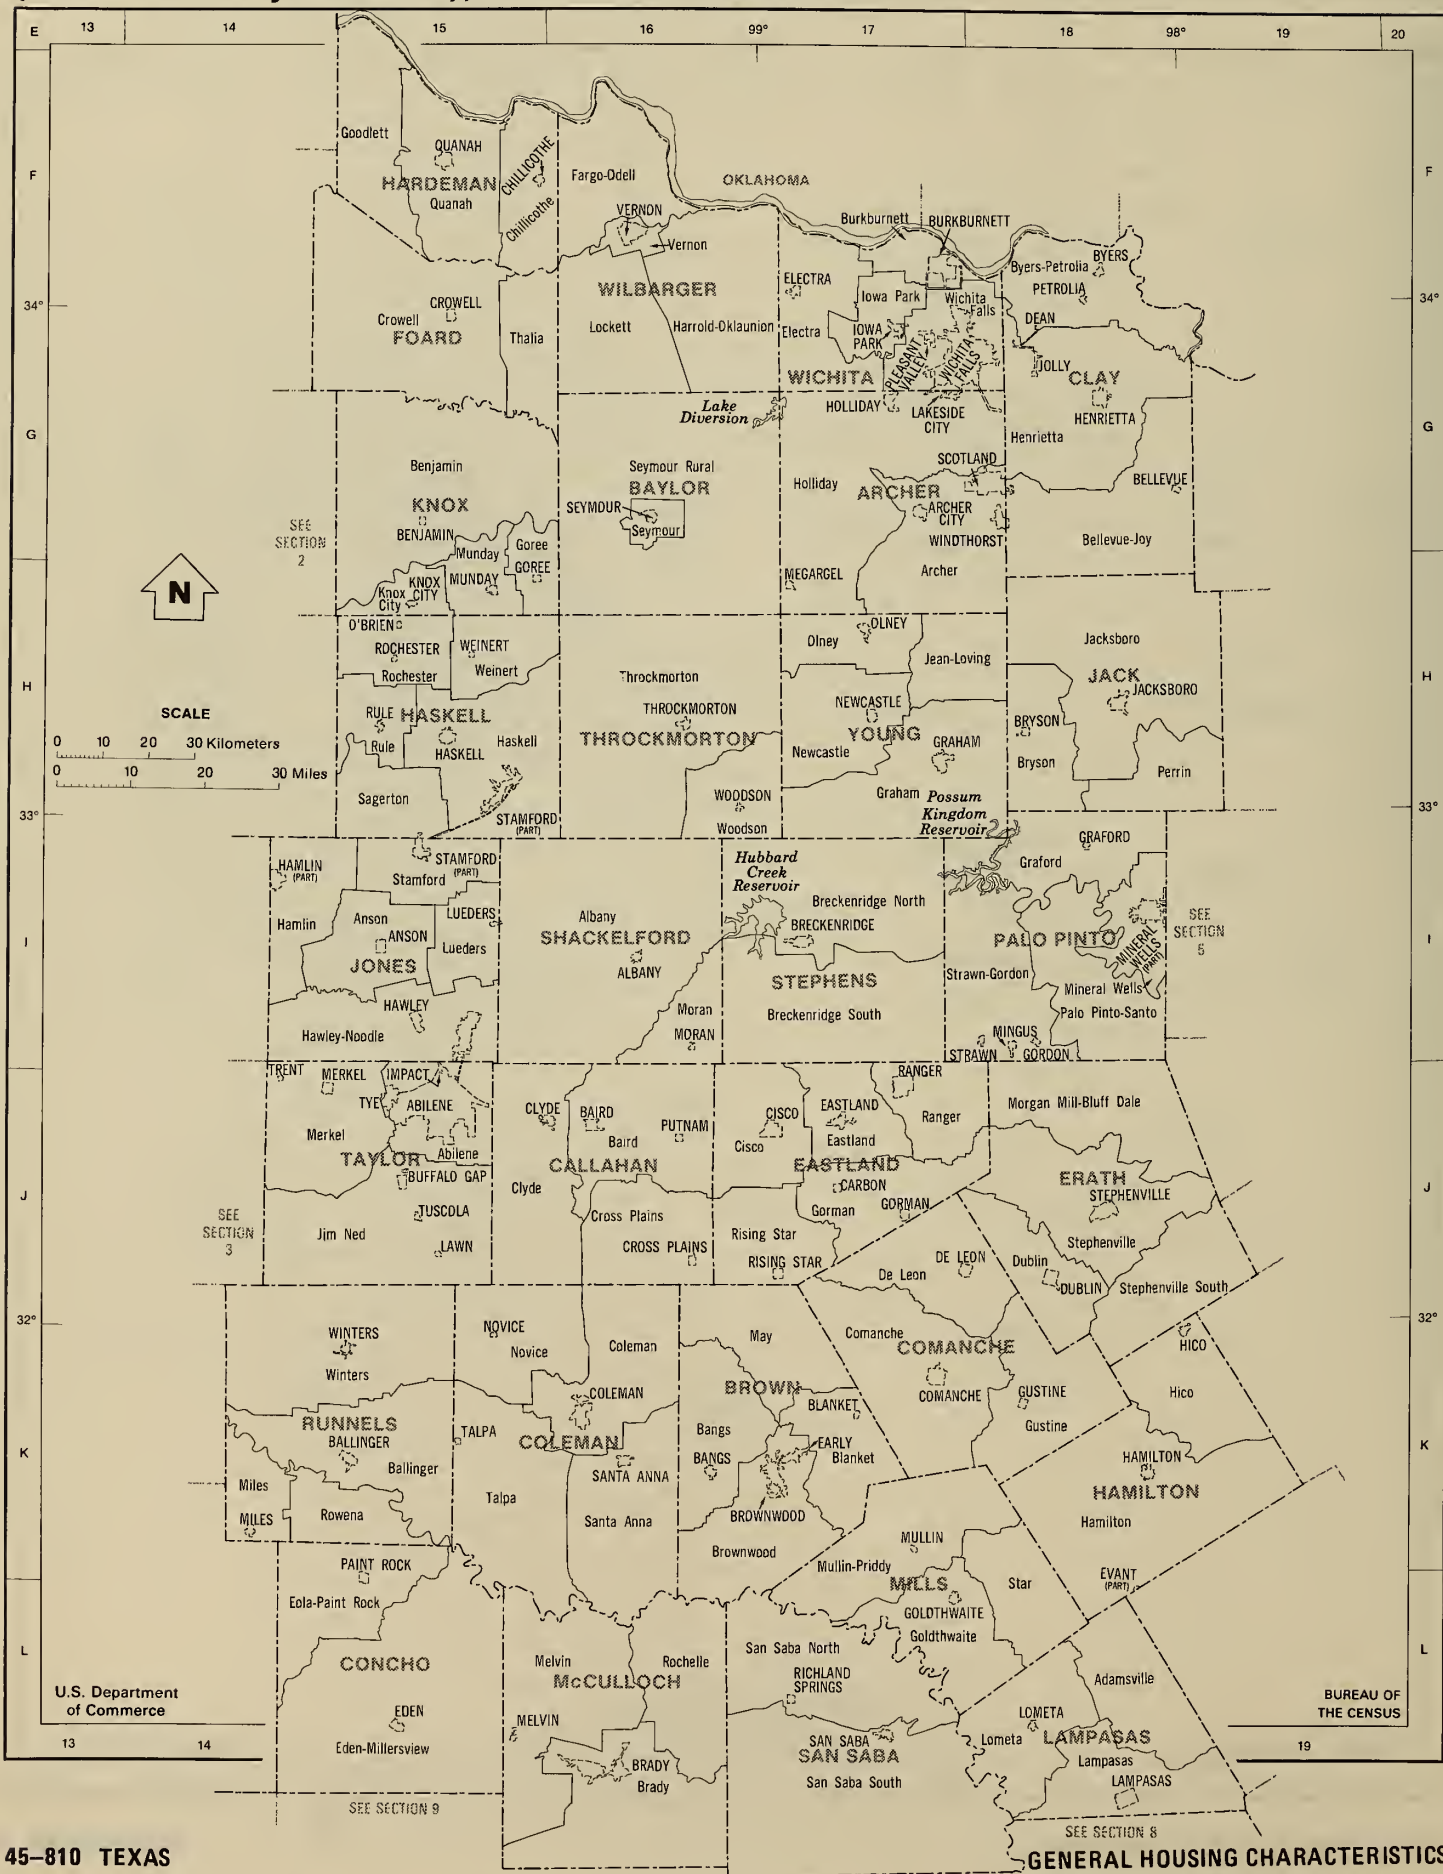 E 13 14 15 16 99° 17 18 98° 19 20
Goodlett
QUANAH
CHILLICOTHE
F
HARDEMAN
Fargo-Odell
OKLAHOMA
F
Quanah
Chillicothe
VERNON
Burkburnett
BURKBURNETT
Vernon
BYERS
Byers-Petrolia
ELECTRA
WILBARGER
PETROLIA
34°
CROWELL
Iowa Park
Wichita
Falls
34°
Crowell
DEAN
FOARD
Thalia
Lockett
Harrold-Oklaunion
Electra
IOWA
PARK
PLEASANT
VALLEY
WICHITA
FALLS
JOLLY
WICHITA
CLAY
Lake
Diversion
HOLLIDAY
LAKESIDE
CITY
HENRIETTA
G
Henrietta
G
Benjamin
Seymour Rural
SCOTLAND
BAYLOR
Holliday
ARCHER
BELLEVUE
KNOX
SEYMOUR
ARCHER
CITY
SEE
SECTION
2
BENJAMIN
Seymour
WINDTHORST
Bellevue-Joy
Munday
Goree
GOREE
Archer
N
KNOX
CITY
MUNDAY
MEGARGEL
Knox
City
O'BRIEN
OLNEY
ROCHESTER
WEINERT
Olney
Jacksboro
Rochester
Weinert
Jean-Loving
Throckmorton
H
JACK
H
SCALE
RULE
HASKELL
THROCKMORTON
NEWCASTLE
JACKSBORO
0 10 20 30 Kilometers
Rule
HASKELL
Haskell
THROCKMORTON
YOUNG
BRYSON
0 10 20 30 Miles
Newcastle
GRAHAM
Bryson
Perrin
Sagerton
WOODSON
Graham
Possum
Kingdom
Reservoir
33°
STAMFORD
(PART)
Woodson
33°
GRAFORD
HAMLIN
(PART)
STAMFORD
(PART)
Hubbard
Creek
Reservoir
Graford
Stamford
Breckenridge North
Hamlin
Anson
LUEDERS
Albany
BRECKENRIDGE
SEE
SECTION
5
I
ANSON
SHACKELFORD
PALO PINTO
MINERAL
WELLS
(PART)
I
JONES
Lueders
ALBANY
STEPHENS
Strawn-Gordon
Mineral Wells
HAWLEY
Moran
Breckenridge South
Palo Pinto-Santo
Hawley-Noodle
MORAN
MINGUS
STRAWN
GORDON
TRENT
MERKEL
IMPACT
RANGER
TYE
ABILENE
CLYDE
BAIRD
PUTNAM
CISCO
EASTLAND
Ranger
Morgan Mill-Bluff Dale
Merkel
Abilene
Baird
Cisco
Eastland
TAYLOR
CALLAHAN
EASTLAND
BUFFALO GAP
Clyde
CARBON
ERATH
J
STEPHENVILLE
J
SEE
SECTION
3
TUSCOLA
Cross Plains
Gorman
GORMAN
Jim Ned
LAWN
CROSS PLAINS
Rising Star
Stephenville
RISING STAR
De Leon
DE LEON
Dublin
DUBLIN
Stephenville South
32°
WINTERS
NOVICE
Novice
Coleman
May
Comanche
COMANCHE
32°
HICO
Winters
BROWN
COMANCHE
GUSTINE
Hico
COLEMAN
BLANKET
RUNNELS
TALPA
COLEMAN
Bangs
EARLY
Gustine
K
BALLINGER
Blanket
HAMILTON
K
Ballinger
SANTA ANNA
BANGS
HAMILTON
Miles
Talpa
BROWNWOOD
MILES
Rowena
Santa Anna
Hamilton
Brownwood
MULLIN
PAINT ROCK
Mullin-Priddy
MILLS
Star
EVANT
(PART)
Eola-Paint Rock
GOLDTHWAITE
Goldthwaite
L
CONCHO
Melvin
Rochelle
San Saba North
L
McCULLOCH
RICHLAND
SPRINGS
Adamsville
U.S. Department
of Commerce
EDEN
MELVIN
LOMETA
BUREAU OF
THE CENSUS
SAN SABA
Lometa
LAMPASAS
13 14
Eden-Millersview
BRADY
Brady
SAN SABA
San Saba South
Lampasas
LAMPASAS
19
SEE SECTION 9
SEE SECTION 8
45–810 TEXAS
GENERAL HOUSING CHARACTERISTICS